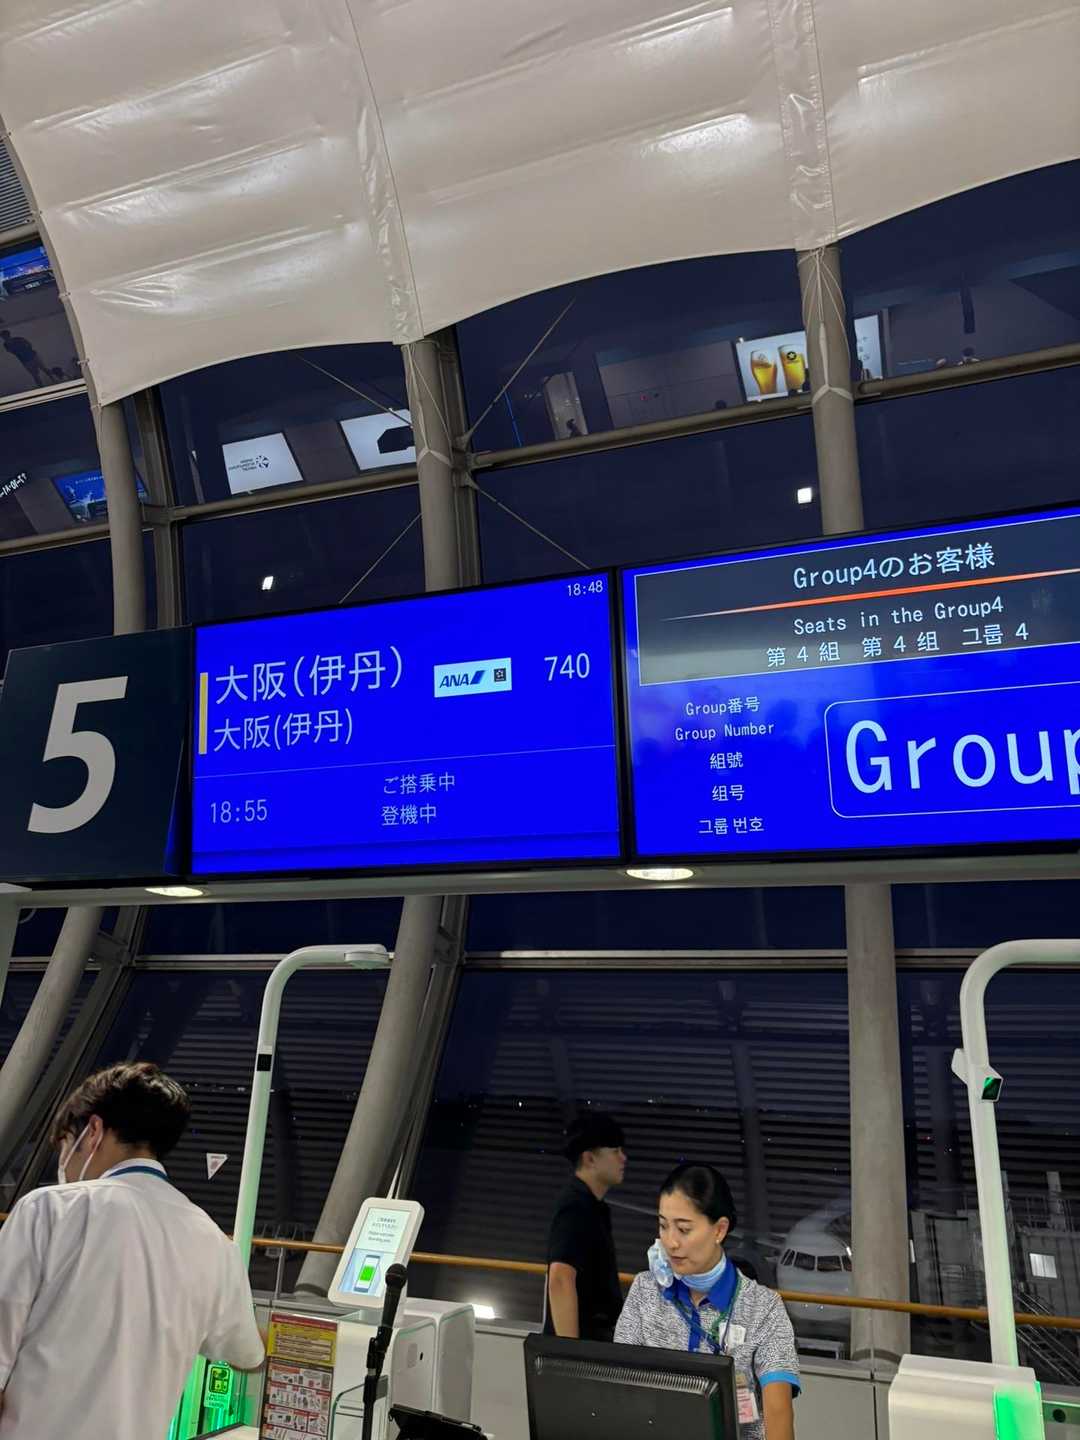 5
18:48
大阪(伊丹)
ANA
740
大阪(伊丹)
18:55
ご搭乗中
登機中
Group4のお客様
Seats in the Group4
第 4 組 第 4 组 그룹 4
Group番号
Group Number
組號
组号
그룹 번호
Group